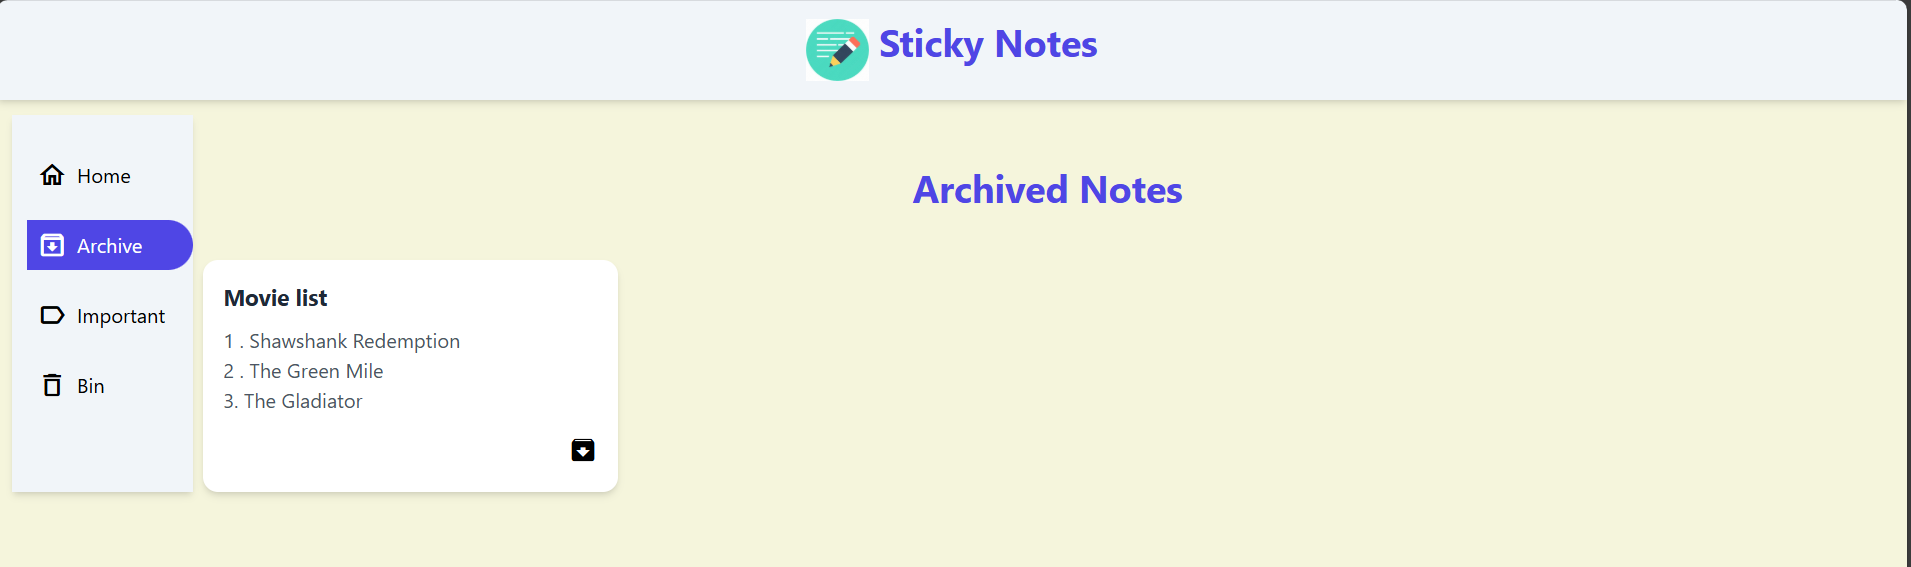 Sticky Notes
Home
Archive
Important
Bin
Archived Notes
Movie list
1 . Shawshank Redemption
2 . The Green Mile
3. The Gladiator